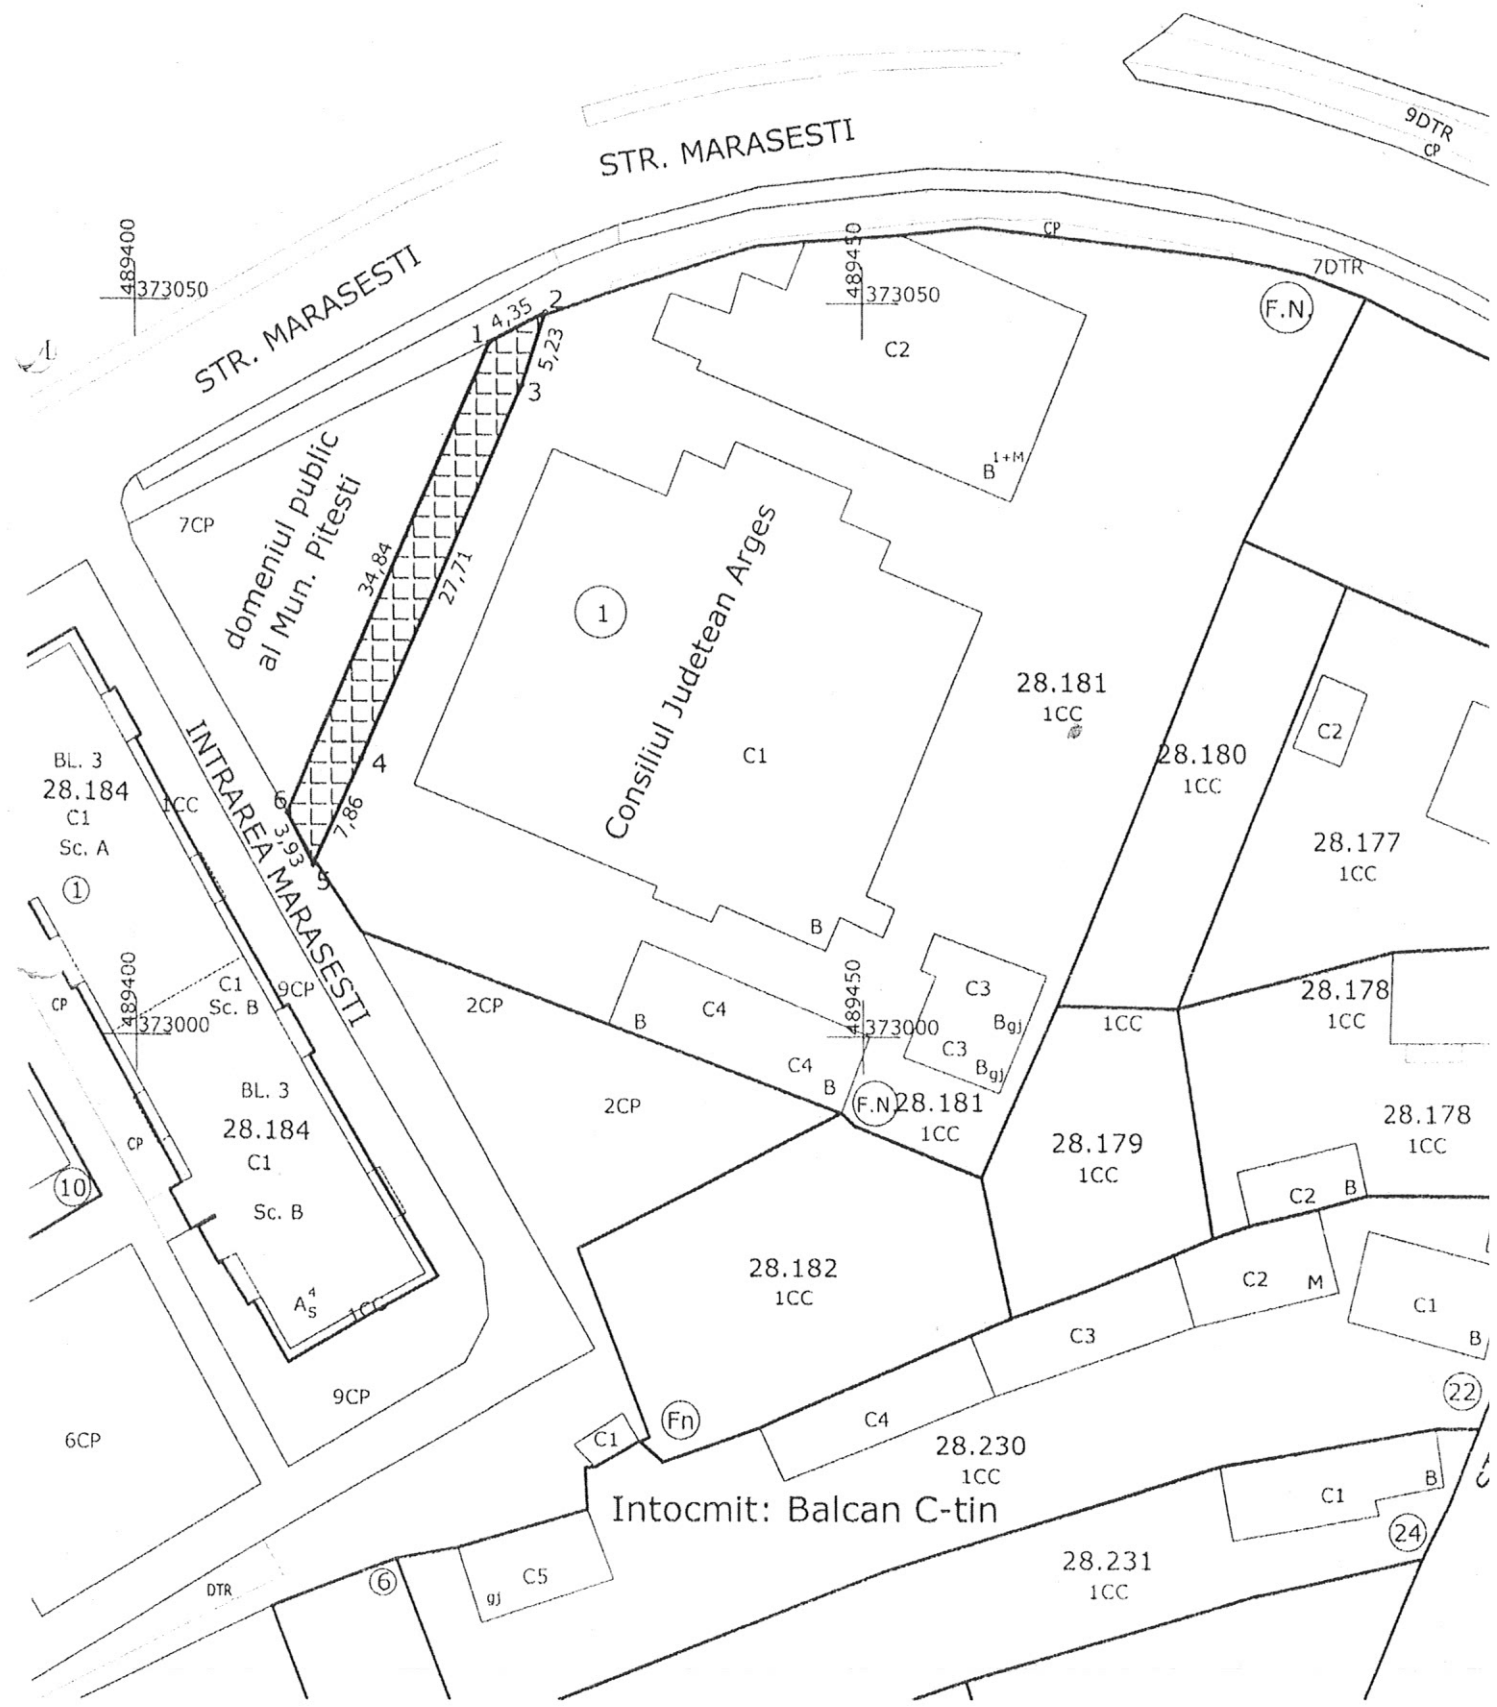 STR. MARASESTI
9DTR
CP
STR. MARASESTI
489400
373050
489450
373050
CP
7DTR
F.N.
1
4,35
2
5,23
3
C2
B 1+M
7CP
domeniul public
al Mun. Pitesti
34,84
27,71
1
Consiliul Judetean Arges
C1
B
28.181
1CC
28.180
1CC
C2
28.177
1CC
4
7,86
6
3,93
5
INTRAREA MARASESTI
BL. 3
28.184
C1
1CC
Sc. A
1
489400
373000
CP
C1
Sc. B
9CP
2CP
C4
B
C4
B
489450
373000
C3
Bgj
C3
Bgj
F.N.
28.181
1CC
1CC
28.178
1CC
2CP
BL. 3
28.184
C1
Sc. B
CP
10
28.179
1CC
28.178
1CC
C2
B
28.182
1CC
C2
M
C1
B
A 4 S
1CC
9CP
6CP
C3
C4
22
Fn
C1
28.230
1CC
Intocmit: Balcan C-tin
C1
B
24
28.231
1CC
DTR
6
C5
gj